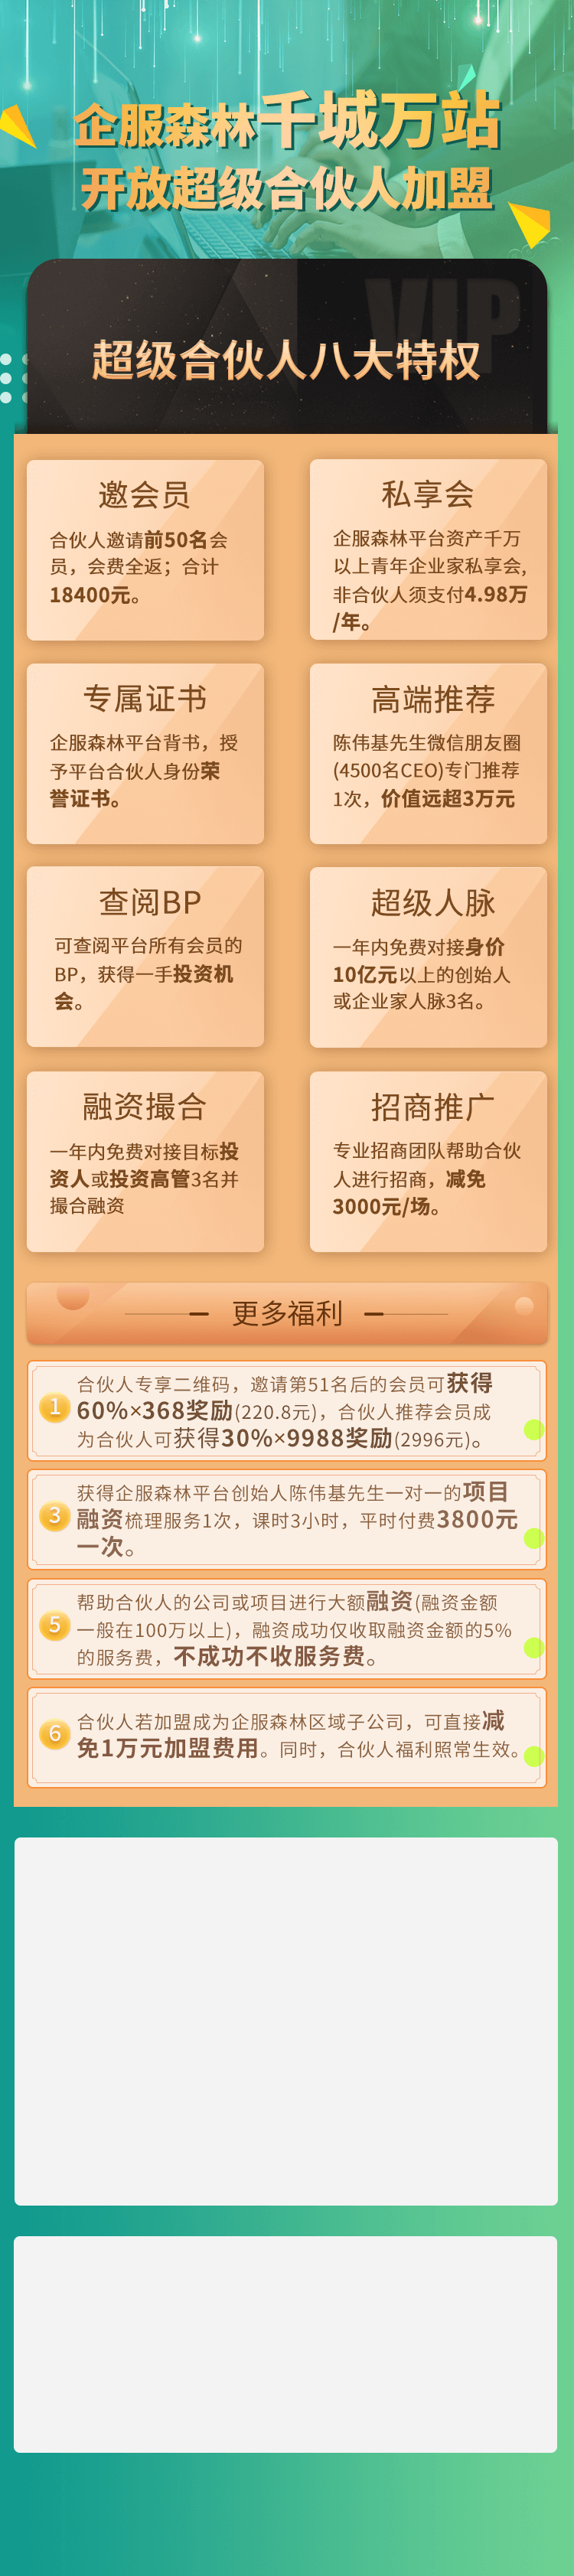 企服森林千城万站
开放超级合伙人加盟
VIP
超级合伙人八大特权
邀会员
合伙人邀请前50名会
员，会费全返；合计
18400元。
私享会
企服森林平台资产千万
以上青年企业家私享会,
非合伙人须支付4.98万
/年。
专属证书
企服森林平台背书，授
予平台合伙人身份荣
誉证书。
高端推荐
陈伟基先生微信朋友圈
(4500名CEO)专门推荐
1次，价值远超3万元
查阅BP
可查阅平台所有会员的
BP，获得一手投资机
会。
超级人脉
一年内免费对接身价
10亿元以上的创始人
或企业家人脉3名。
融资撮合
一年内免费对接目标投
资人或投资高管3名并
撮合融资
招商推广
专业招商团队帮助合伙
人进行招商，减免
3000元/场。
更多福利
1
合伙人专享二维码，邀请第51名后的会员可获得
60%×368奖励(220.8元)，合伙人推荐会员成
为合伙人可获得30%×9988奖励(2996元)。
3
获得企服森林平台创始人陈伟基先生一对一的项目
融资梳理服务1次，课时3小时，平时付费3800元
一次。
5
帮助合伙人的公司或项目进行大额融资(融资金额
一般在100万以上)，融资成功仅收取融资金额的5%
的服务费，不成功不收服务费。
6
合伙人若加盟成为企服森林区域子公司，可直接减
免1万元加盟费用。同时，合伙人福利照常生效。